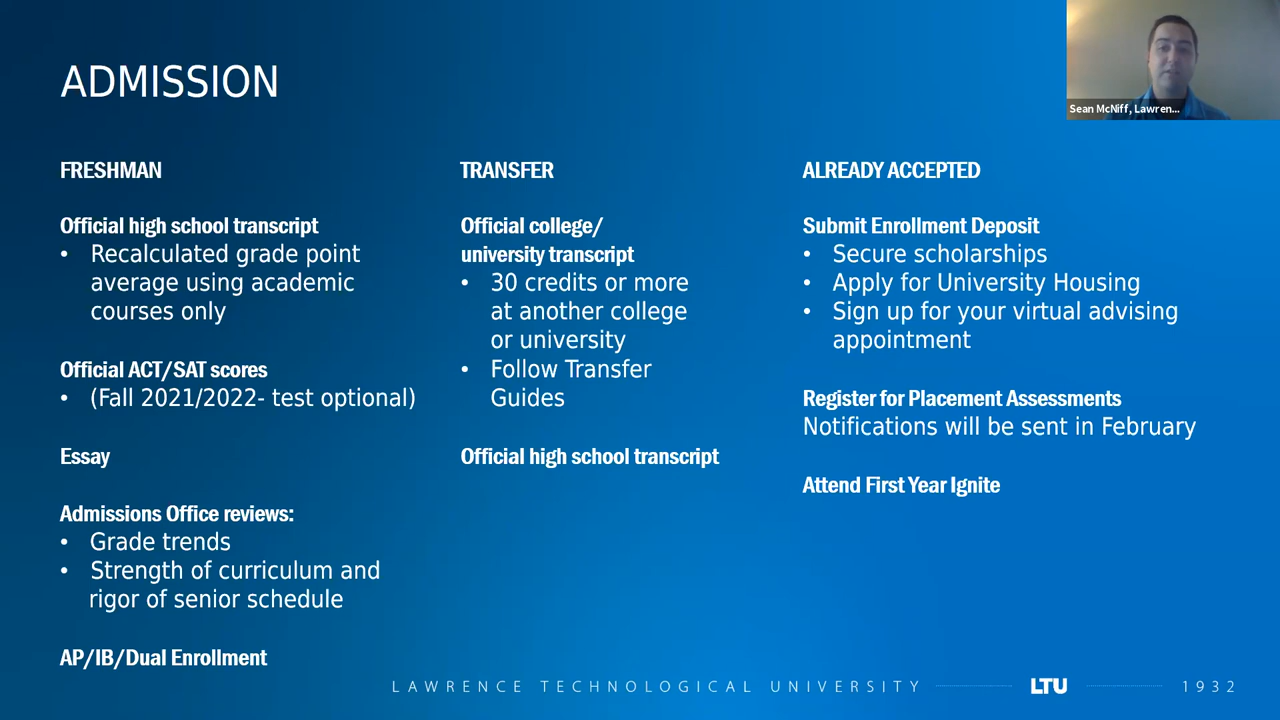 ADMISSION
Sean McNiff, Lawren...
FRESHMAN
Official high school transcript
• Recalculated grade point
average using academic
courses only
Official ACT/SAT scores
• (Fall 2021/2022- test optional)
Essay
Admissions Office reviews:
• Grade trends
• Strength of curriculum and
rigor of senior schedule
AP/IB/Dual Enrollment
TRANSFER
Official college/
university transcript
• 30 credits or more
at another college
or university
• Follow Transfer
Guides
Official high school transcript
ALREADY ACCEPTED
Submit Enrollment Deposit
• Secure scholarships
• Apply for University Housing
• Sign up for your virtual advising
appointment
Register for Placement Assessments
Notifications will be sent in February
Attend First Year Ignite
LAWRENCE TECHNOLOGICAL UNIVERSITY LTU 1932